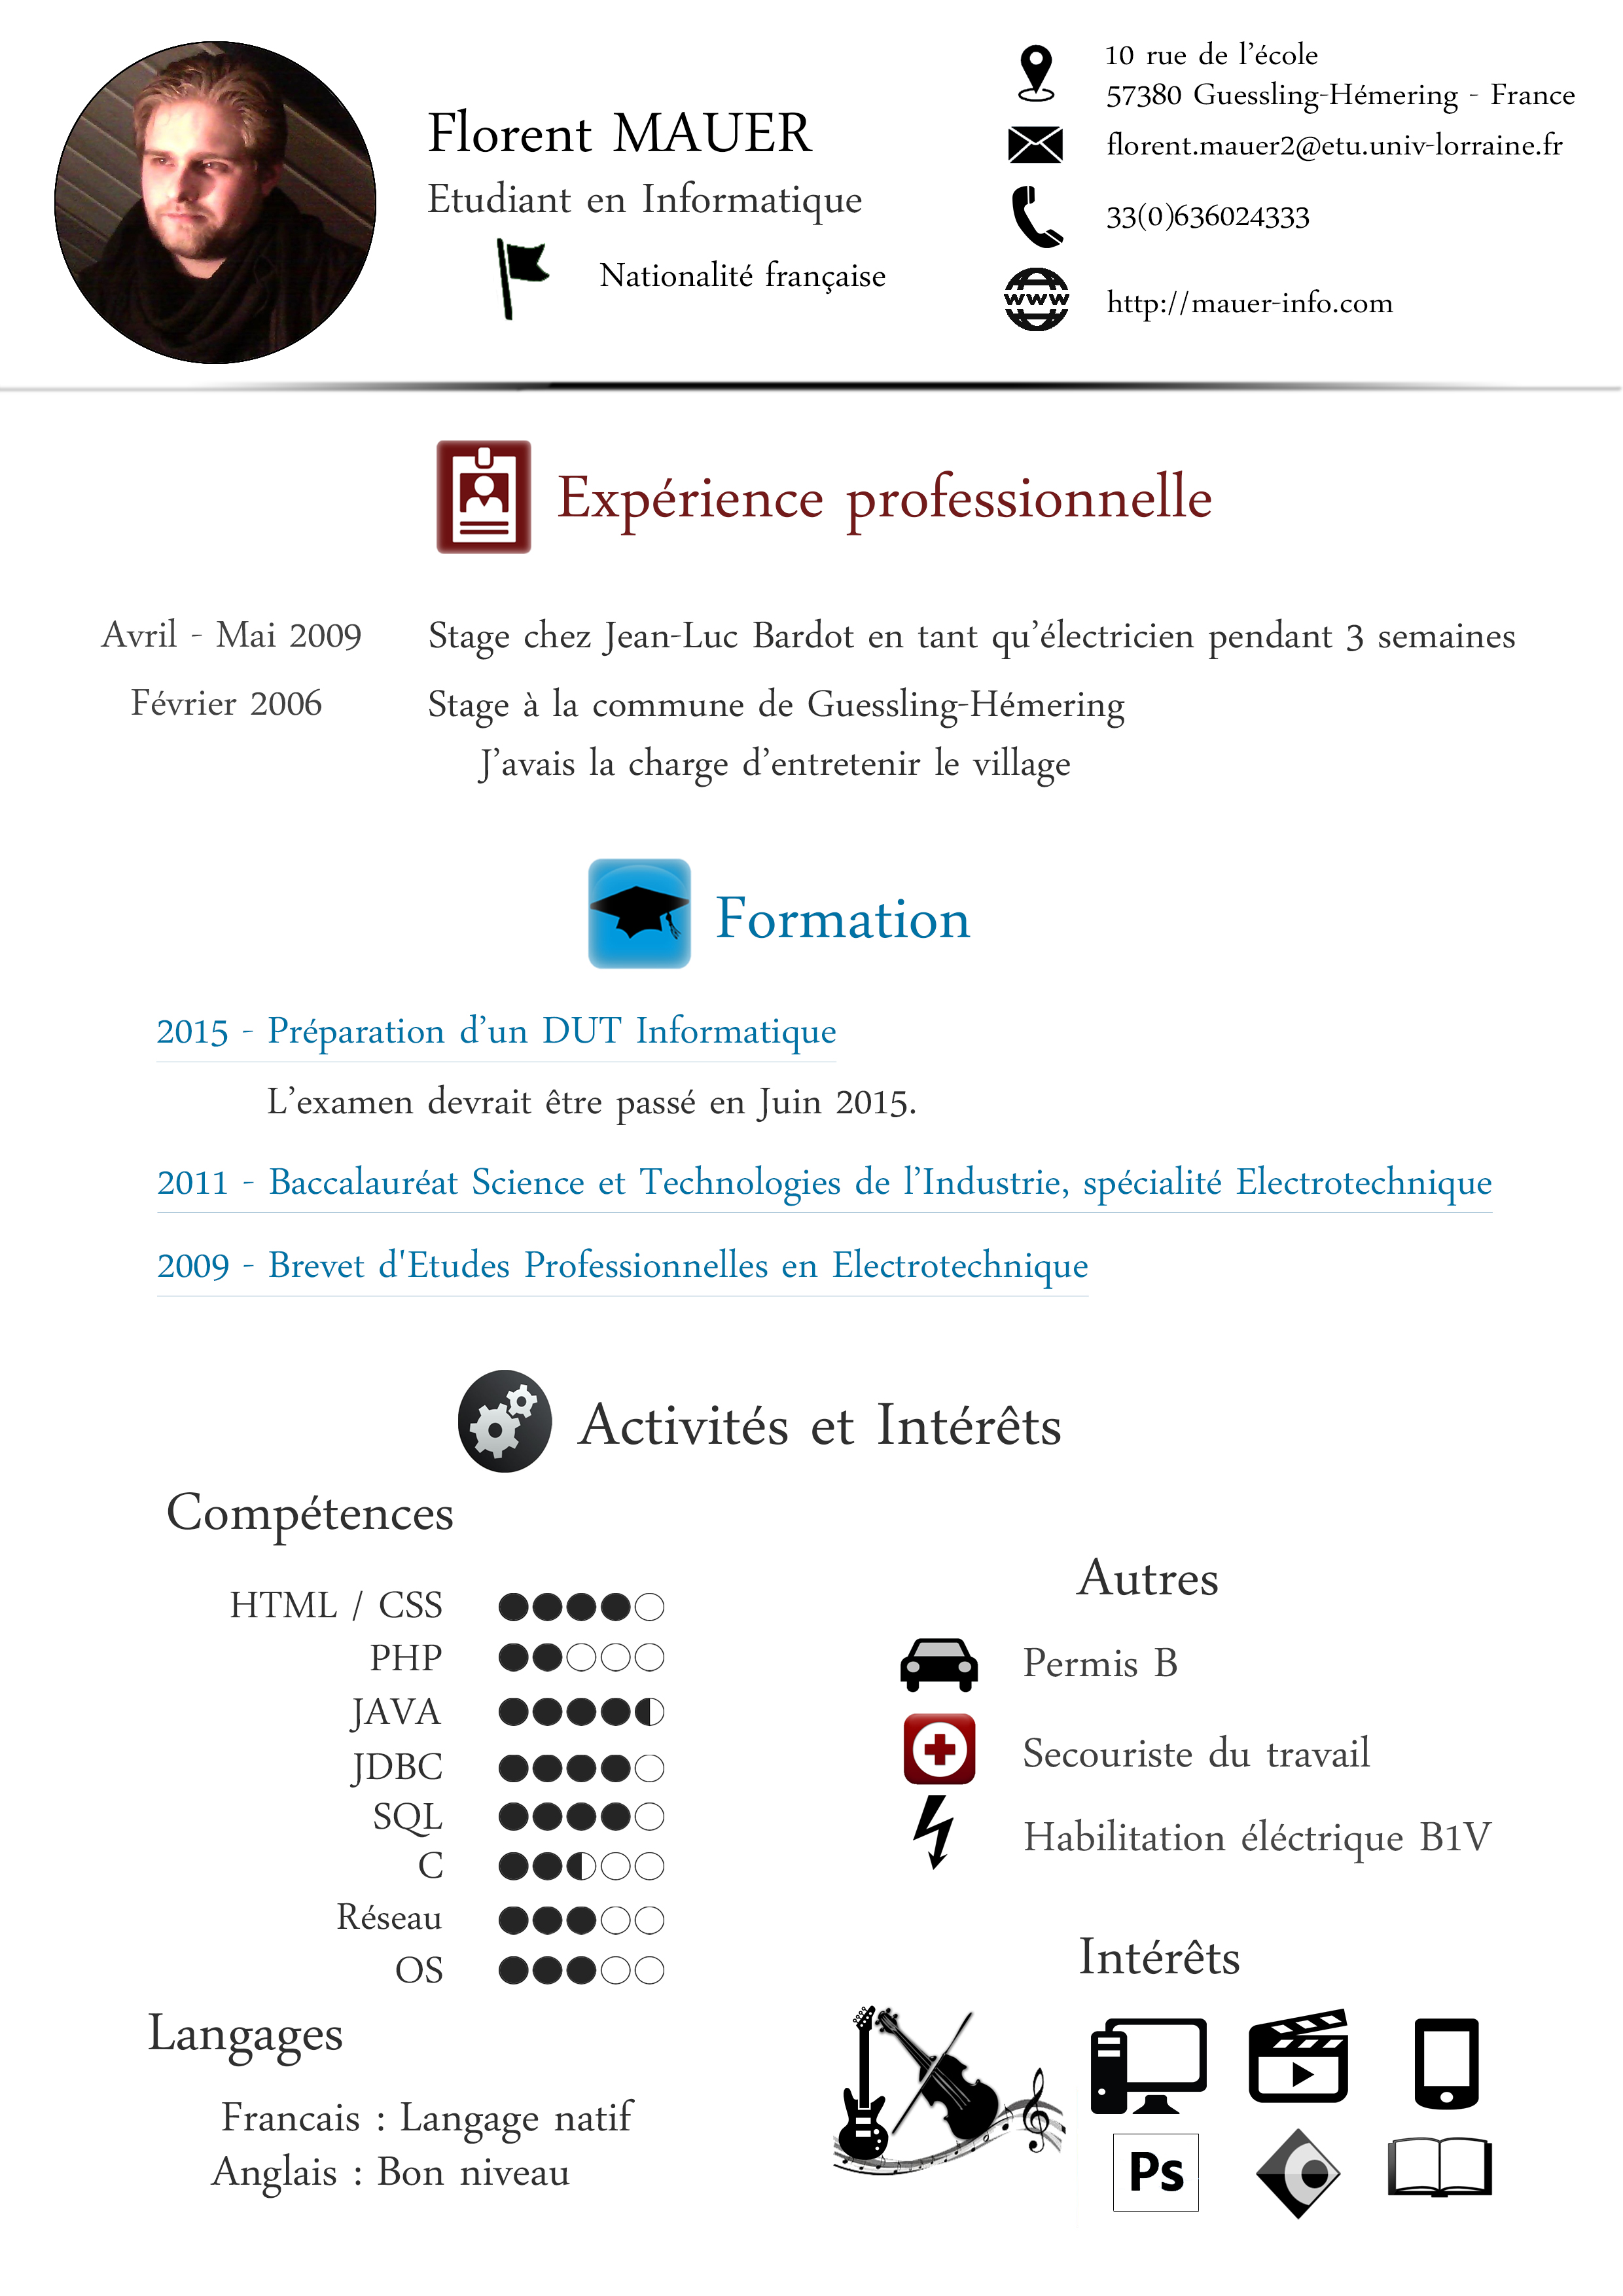 Florent MAUER
Etudiant en Informatique
Nationalité française
10 rue de l'école
57380 Guessling-Hémering - France
florent.mauer2@etu.univ-lorraine.fr
33(0)636024333
www
http://mauer-info.com
Expérience professionnelle
Avril - Mai 2009 Stage chez Jean-Luc Bardot en tant qu'électricien pendant 3 semaines
Février 2006 Stage à la commune de Guessling-Hémering
J'avais la charge d'entretenir le village
Formation
2015 - Préparation d'un DUT Informatique
L'examen devrait être passé en Juin 2015.
2011 - Baccalauréat Science et Technologies de l'Industrie, spécialité Electrotechnique
2009 - Brevet d'Etudes Professionnelles en Electrotechnique
Activités et Intérêts
Compétences
HTML / CSS
PHP
JAVA
JDBC
SQL
C
Réseau
OS
Langages
Francais : Langage natif
Anglais : Bon niveau
Autres
Permis B
Secouriste du travail
Habilitation éléctrique B1V
Intérêts
Ps